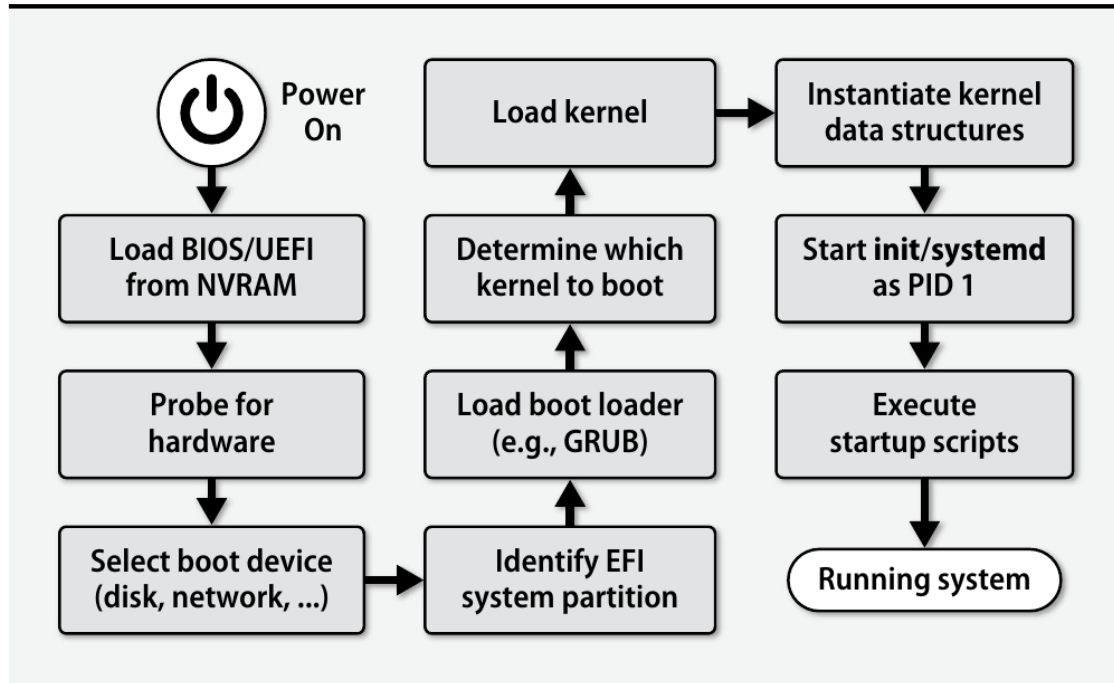 Power
On
Load BIOS/UEFI
from NVRAM
Probe for
hardware
Select boot device
(disk, network, ...)
Identify EFI
system partition
Load boot loader
(e.g., GRUB)
Determine which
kernel to boot
Load kernel
Instantiate kernel
data structures
Start init/systemd
as PID 1
Execute
startup scripts
Running system